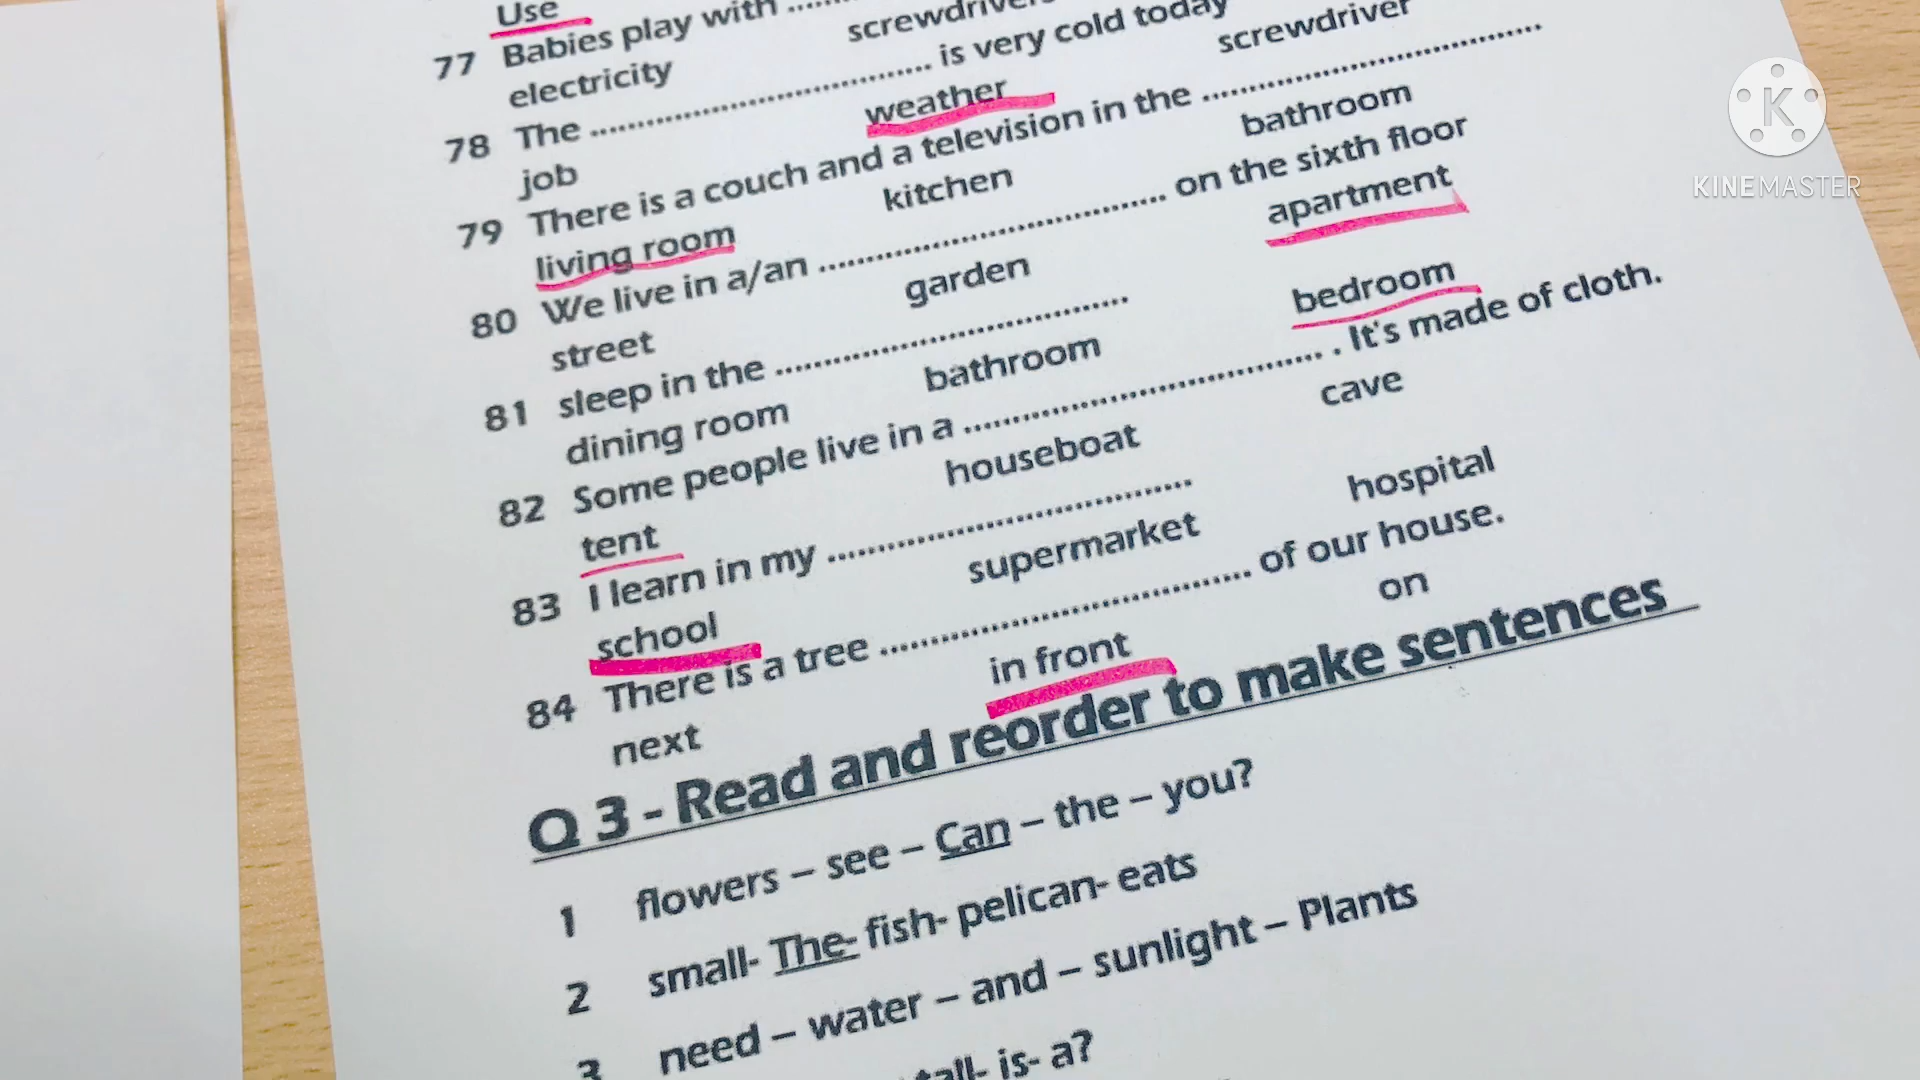 Use
77 Babies play with ......
electricity
78 The .................................. is very cold today
job weather screwdriver
79 There is a couch and a television in the ..................................
living room kitchen bathroom
80 We live in a/an .................................. on the sixth floor
street garden apartment
81 sleep in the ..................................
dining room bathroom bedroom
82 Some people live in a .................................. . It's made of cloth.
tent houseboat cave
83 I learn in my ..................................
school supermarket hospital
84 There is a tree .................................. of our house.
next in front on
Q 3 - Read and reorder to make sentences
1 flowers – see – Can – the – you?
2 small- The- fish- pelican- eats
3 need – water – and – sunlight – Plants
tall- is- a?
KINEMASTER